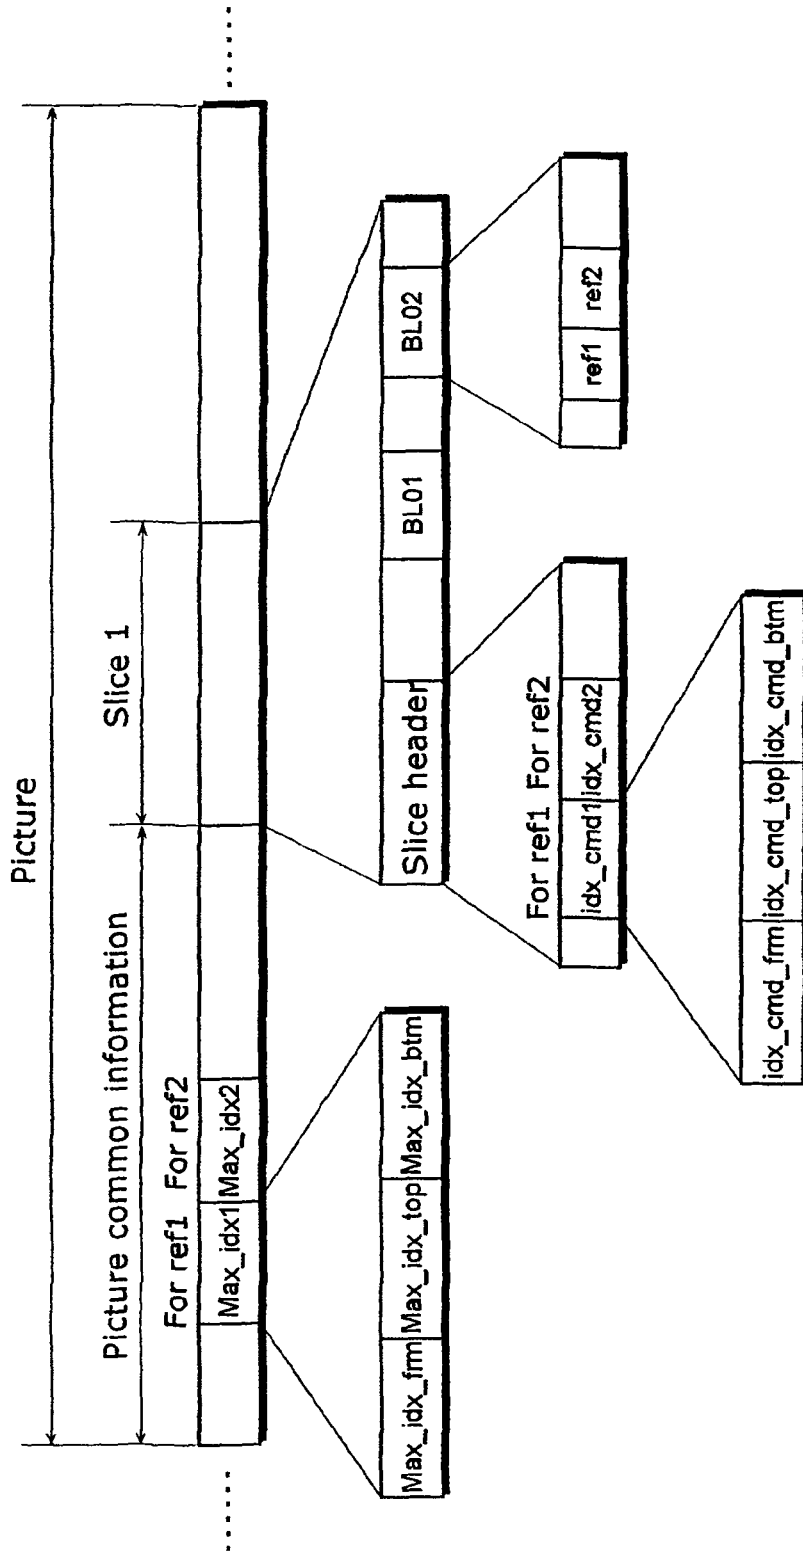 Picture
Picture common information
Slice 1
For ref1 For ref2
Max_idx1 Max_idx2
Max_idx_frm Max_idx_top Max_idx_btm
Slice header BL01 BL02
For ref1 For ref2
idx_cmd1 idx_cmd2
ref1 ref2
idx_cmd_frm idx_cmd_top idx_cmd_btm